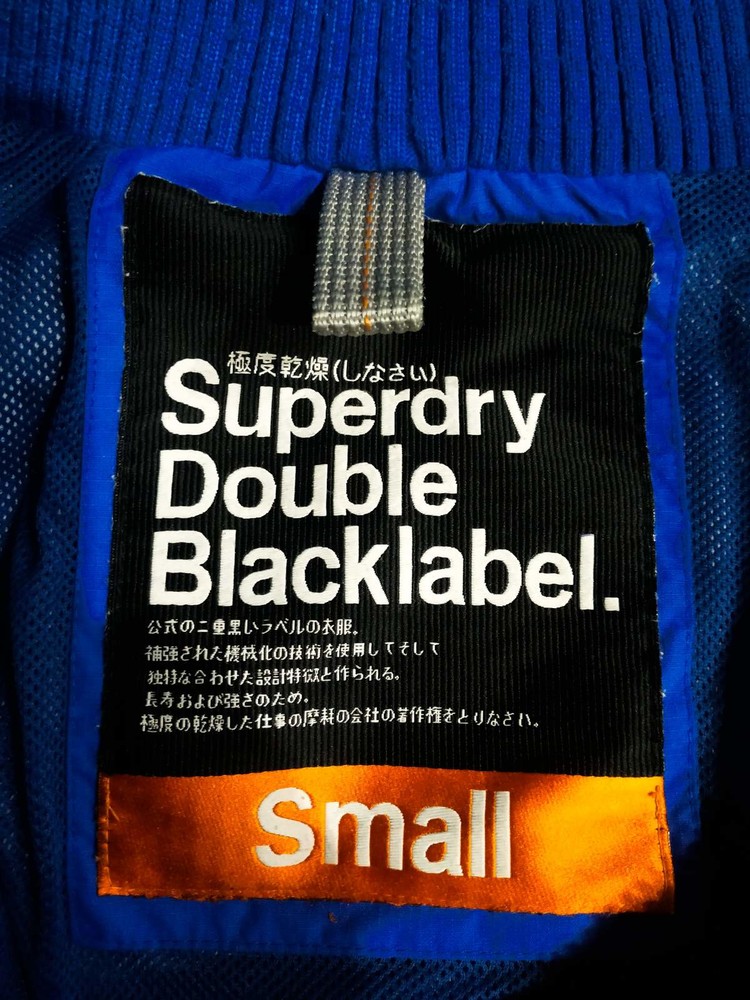 極度乾燥(しなさい)
Superdry
Double
Blacklabel.
公式の二重黒いラベルの衣服。
補強された機械化の技術を使用してそして
独特な合わせた設計特徴と作られる。
長寿および強さのため。
極度の乾燥した仕事の摩耗の会社の著作権をとりなさい。
Small